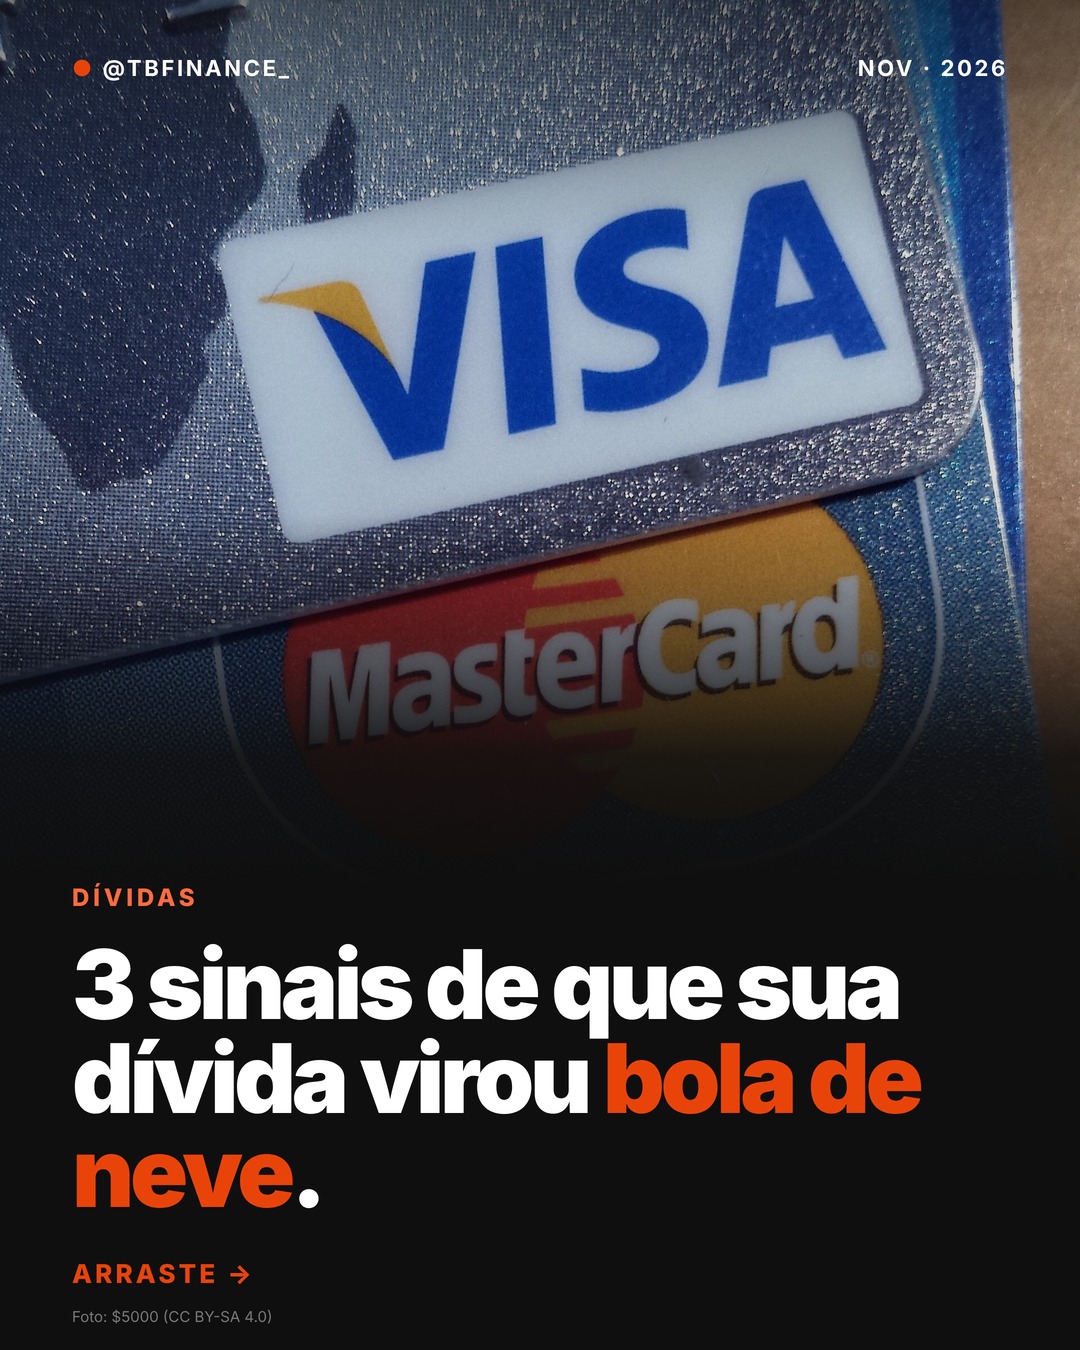 @TBFINANCE_
NOV · 2026
VISA
MasterCard
DÍVIDAS
3 sinais de que sua
dívida virou bola de
neve.
ARRASTE →
Foto: $5000 (CC BY-SA 4.0)